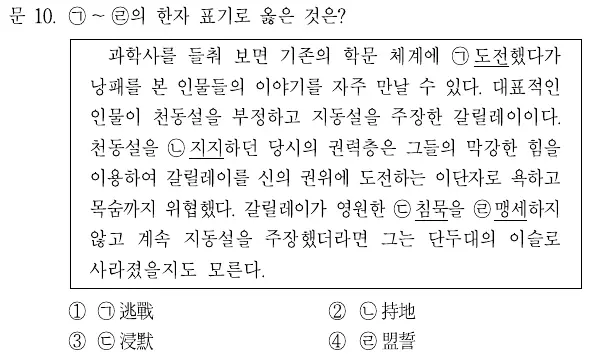 문 10. ㉠ ~ ㉣의 한자 표기로 옳은 것은?
과학사를 들춰 보면 기존의 학문 체계에 ㉠ 도전했다가
낭패를 본 인물들의 이야기를 자주 만날 수 있다. 대표적인
인물이 천동설을 부정하고 지동설을 주장한 갈릴레이이다.
천동설을 ㉡ 지지하던 당시의 권력층은 그들의 막강한 힘을
이용하여 갈릴레이를 신의 권위에 도전하는 이단자로 욕하고
목숨까지 위협했다. 갈릴레이가 영원한 ㉢ 침묵을 ㉣ 맹세하지
않고 계속 지동설을 주장했더라면 그는 단두대의 이슬로
사라졌을지도 모른다.
① ㉠ 逃戰 ② ㉡ 持地
③ ㉢ 浸默 ④ ㉣ 盟誓